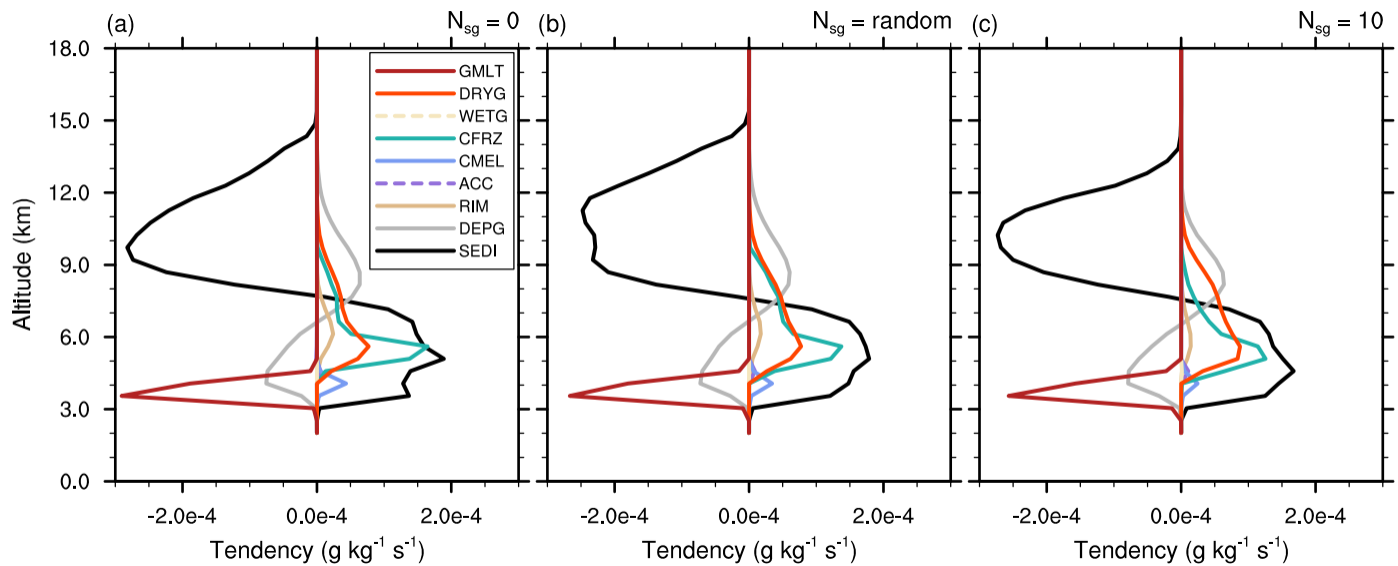 (a) N_sg = 0
(b) N_sg = random
(c) N_sg = 10
18.0
15.0
12.0
9.0
6.0
3.0
0.0
Altitude (km)
GMLT
DRYG
WETG
CFRZ
CMEL
ACC
RIM
DEPG
SEDI
-2.0e-4 0.0e-4 2.0e-4
-2.0e-4 0.0e-4 2.0e-4
-2.0e-4 0.0e-4 2.0e-4
Tendency (g kg⁻¹ s⁻¹)
Tendency (g kg⁻¹ s⁻¹)
Tendency (g kg⁻¹ s⁻¹)